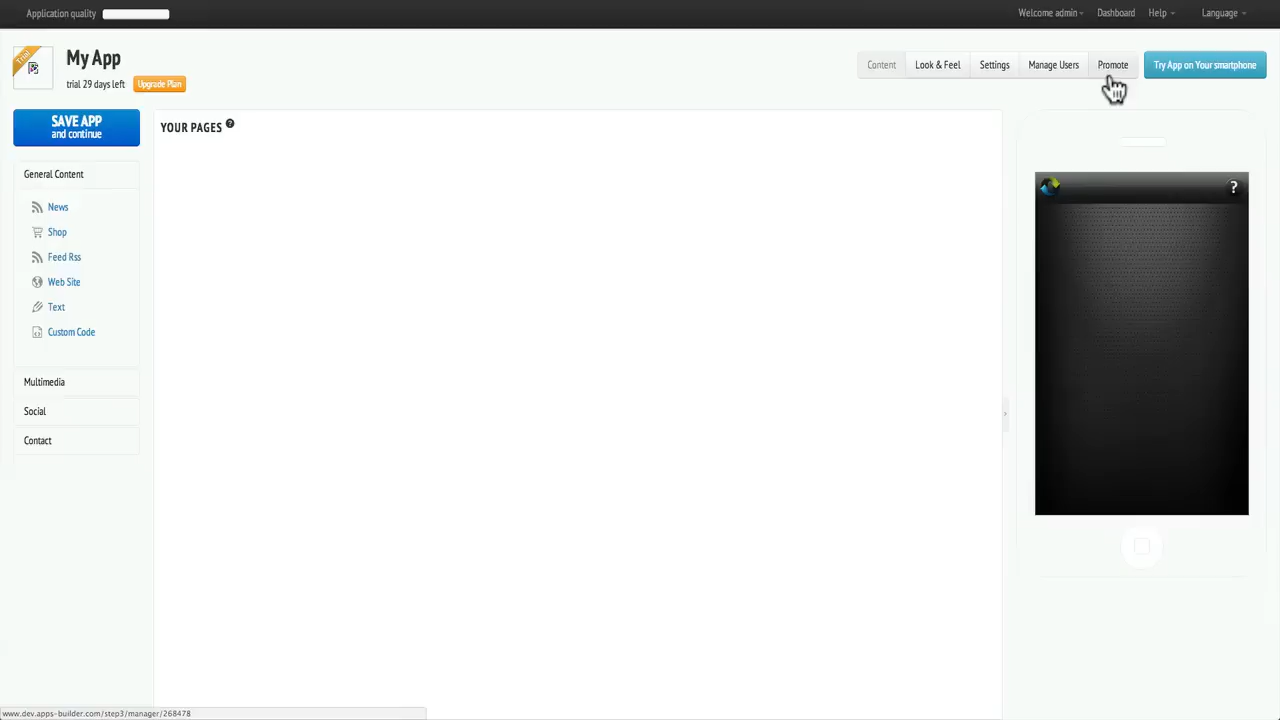 Application quality
Welcome admin
Dashboard
Help
Language
Trial
My App
trial 29 days left
Upgrade Plan
Content
Look & Feel
Settings
Manage Users
Promote
Try App on Your smartphone
SAVE APP
and continue
YOUR PAGES ?
General Content
News
Shop
Feed Rss
Web Site
Text
Custom Code
Multimedia
Social
Contact
?
www.dev.apps-builder.com/step3/manager/268478